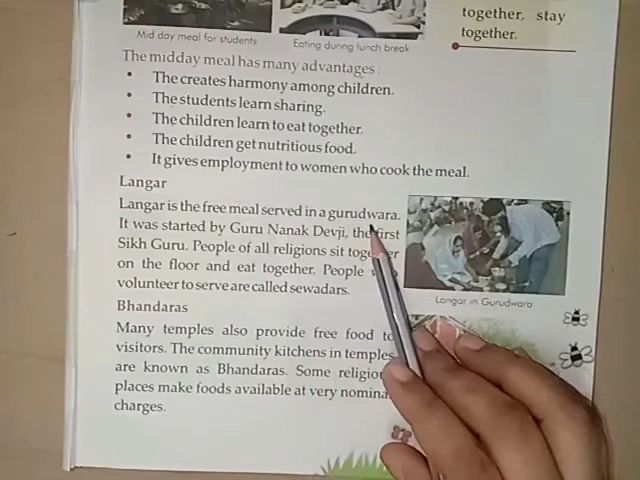 together, stay
together.
Mid day meal for students
Eating during lunch break
The midday meal has many advantages:
• The creates harmony among children.
• The students learn sharing.
• The children learn to eat together.
• The children get nutritious food.
• It gives employment to women who cook the meal.
Langar
Langar is the free meal served in a gurudwara.
It was started by Guru Nanak Devji, the first
Sikh Guru. People of all religions sit together
on the floor and eat together. People
volunteer to serve are called sewadars.
Langar in Gurudwara
Bhandaras
Many temples also provide free food to
visitors. The community kitchens in temples
are known as Bhandaras. Some religio
places make foods available at very nomina
charges.